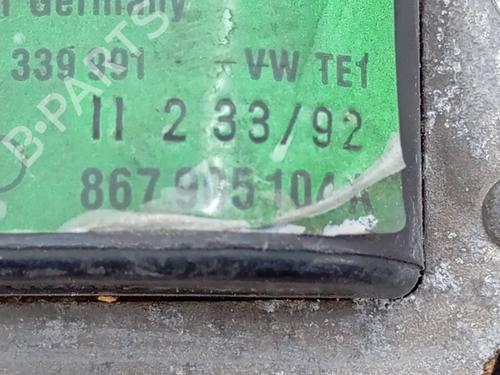 Germany
339 391 - VW TE1
II 2 33/92
867 905 104 A
B-PARTS